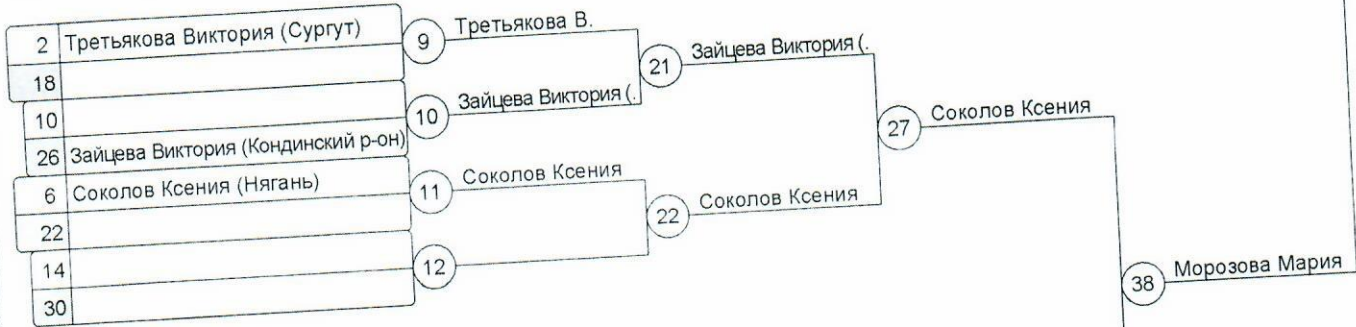 2 Третьякова Виктория (Сургут)
9 Третьякова В.
18
21 Зайцева Виктория (.
10
10 Зайцева Виктория (.
26 Зайцева Виктория (Кондинский р-он)
27 Соколов Ксения
6 Соколов Ксения (Нягань)
11 Соколов Ксения
22
22 Соколов Ксения
14
12
30
38 Морозова Мария